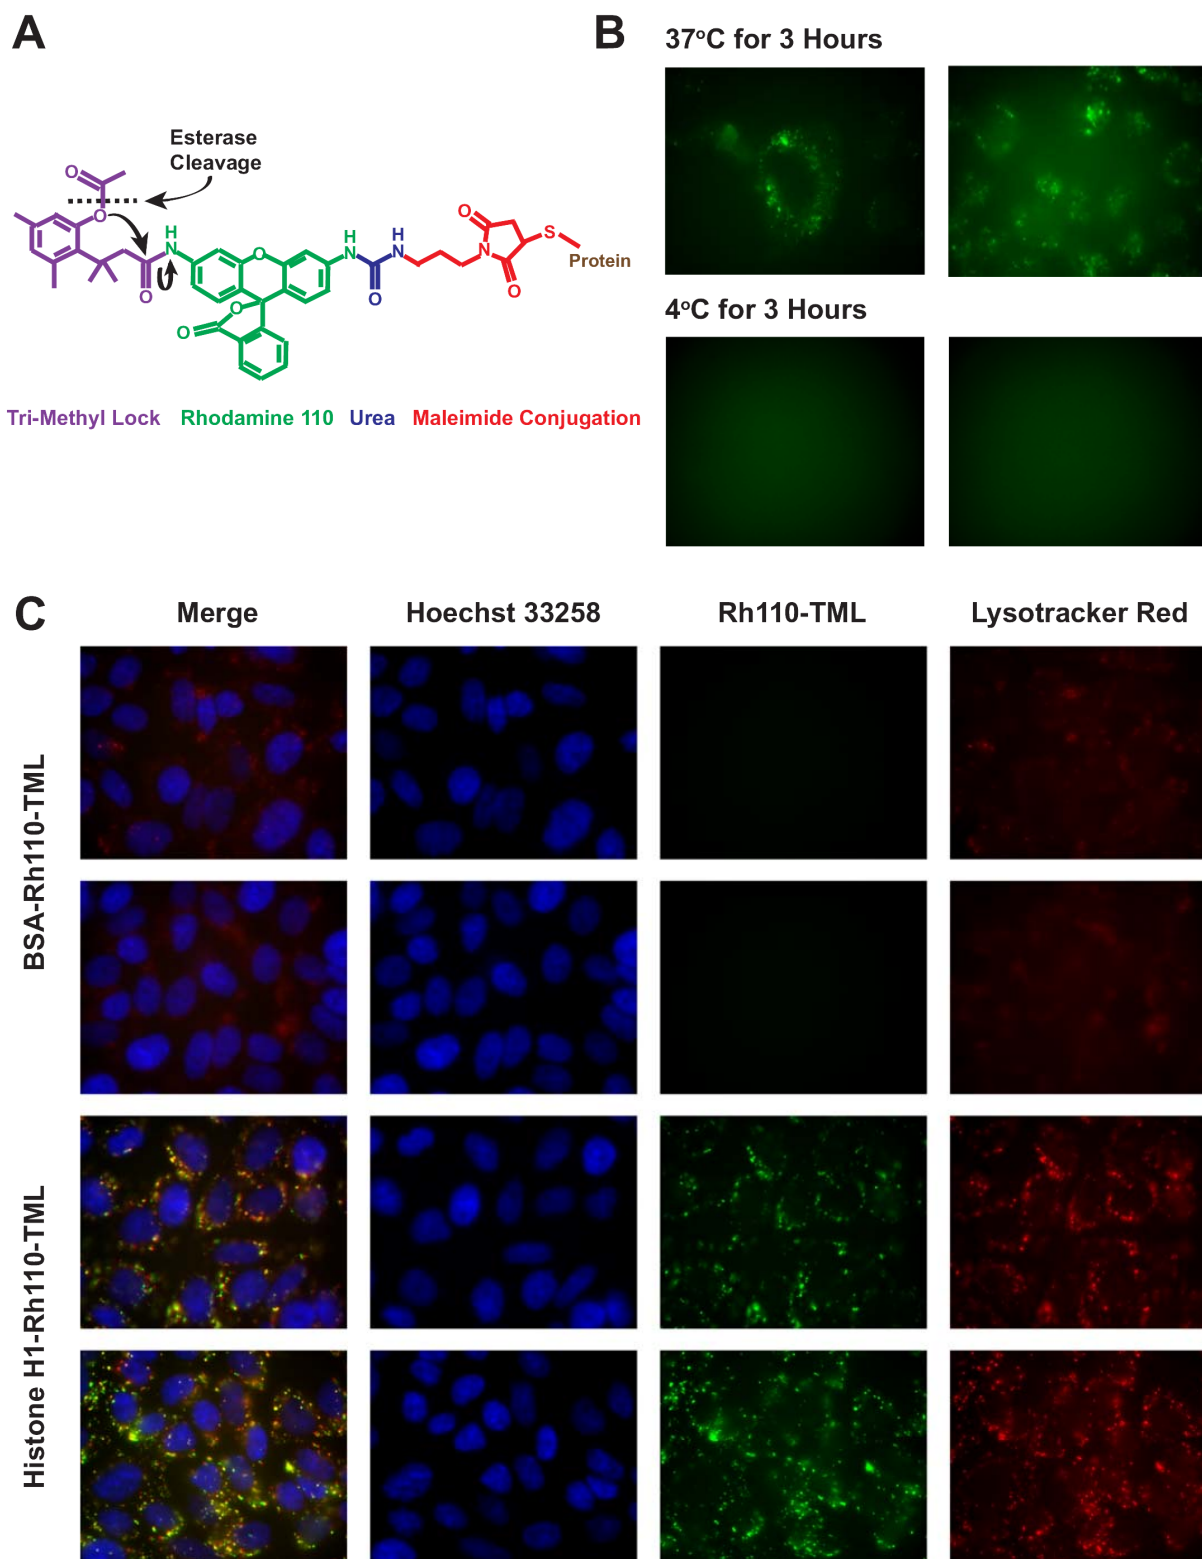 A
Esterase
Cleavage
O
O
H
N
O
O
O
O
H
N
H
N
O
O
N
O
S
Protein
Tri-Methyl Lock Rhodamine 110 Urea Maleimide Conjugation
B
37°C for 3 Hours
4°C for 3 Hours
C
Merge Hoechst 33258 Rh110-TML Lysotracker Red
BSA-Rh110-TML
Histone H1-Rh110-TML